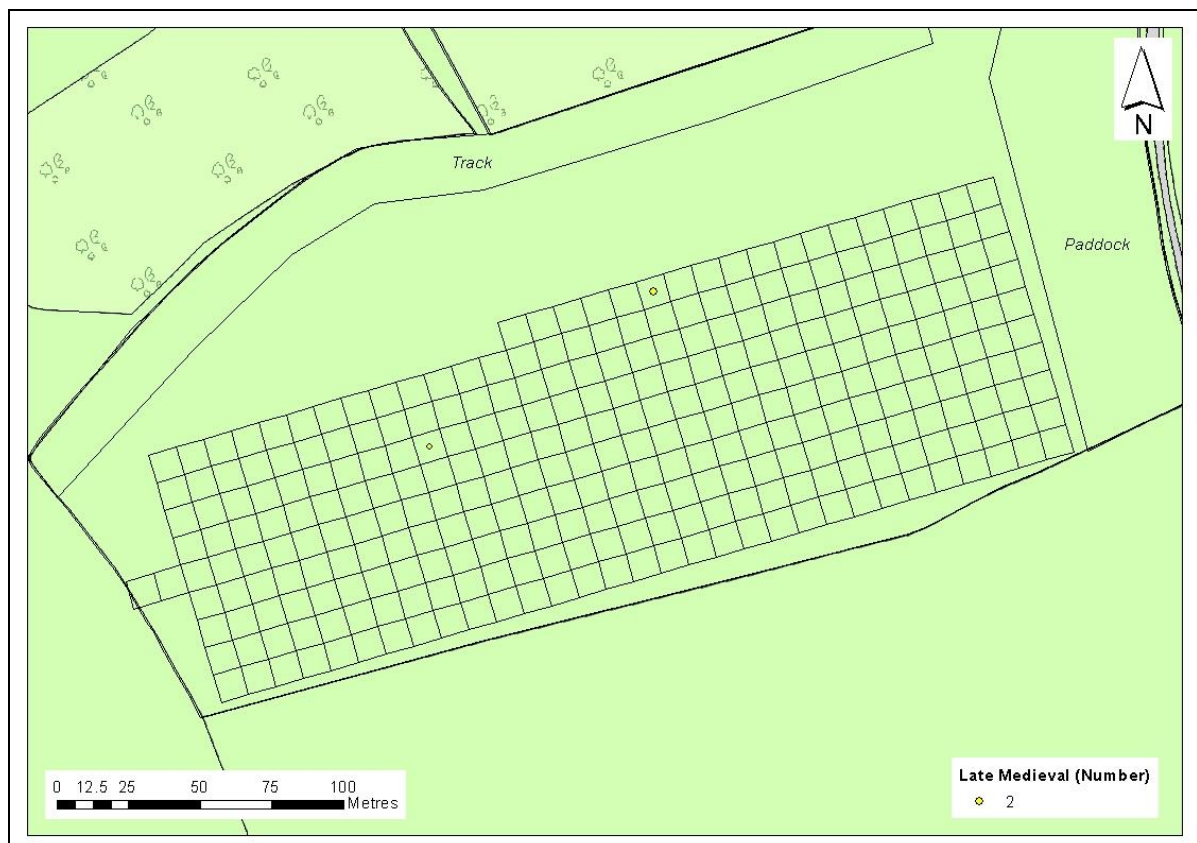 N
Track
Paddock
0 12.5 25 50 75 100
Metres
Late Medieval (Number)
2